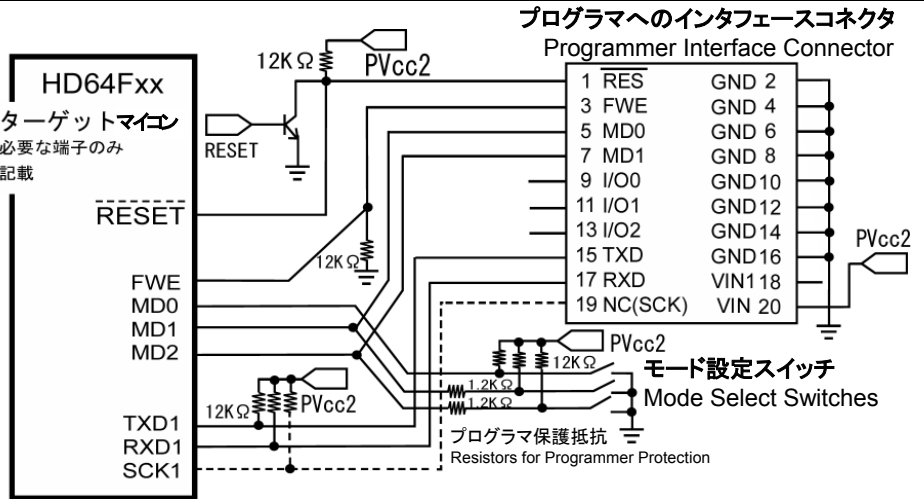 プログラマへのインタフェースコネクタ
Programmer Interface Connector
HD64Fxx
ターゲットマイコン
必要な端子のみ
記載
12KΩ
PVcc2
RESET
RESET
FWE
MD0
MD1
MD2
TXD1
RXD1
SCK1
12KΩ
12KΩ
PVcc2
1 RES GND 2
3 FWE GND 4
5 MD0 GND 6
7 MD1 GND 8
9 I/O0 GND10
11 I/O1 GND12
13 I/O2 GND14
15 TXD GND16
17 RXD VIN1 18
19 NC(SCK) VIN 20
PVcc2
PVcc2
12KΩ
1.2KΩ
1.2KΩ
モード設定スイッチ
Mode Select Switches
プログラマ保護抵抗
Resistors for Programmer Protection